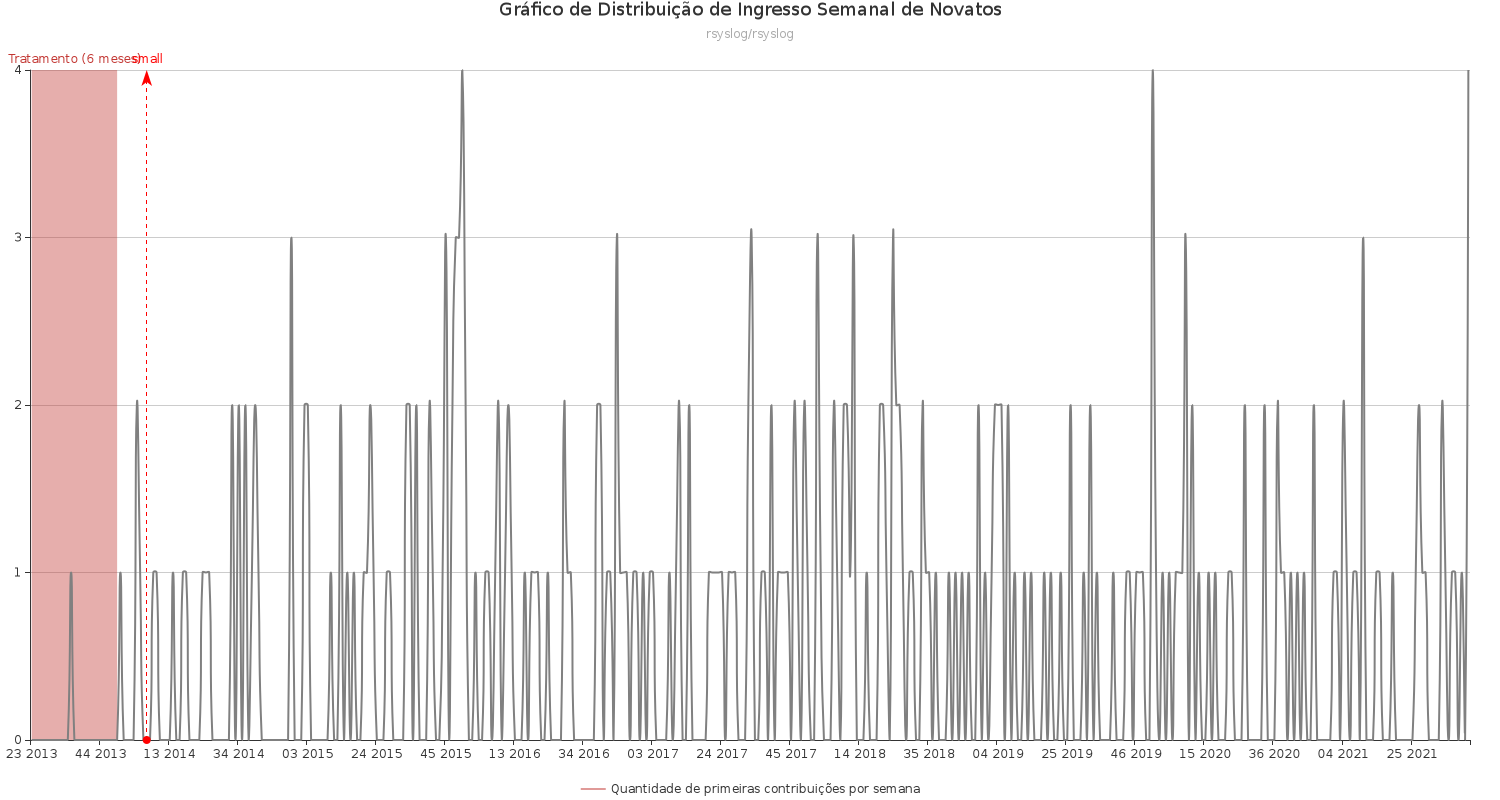 Gráfico de Distribuição de Ingresso Semanal de Novatos
rsyslog/rsyslog
Tratamento (6 meses)
small
4
3
2
1
0
23 2013 44 2013 13 2014 34 2014 03 2015 24 2015 45 2015 13 2016 34 2016 03 2017 24 2017 45 2017 14 2018 35 2018 04 2019 25 2019 46 2019 15 2020 36 2020 04 2021 25 2021
Quantidade de primeiras contribuições por semana